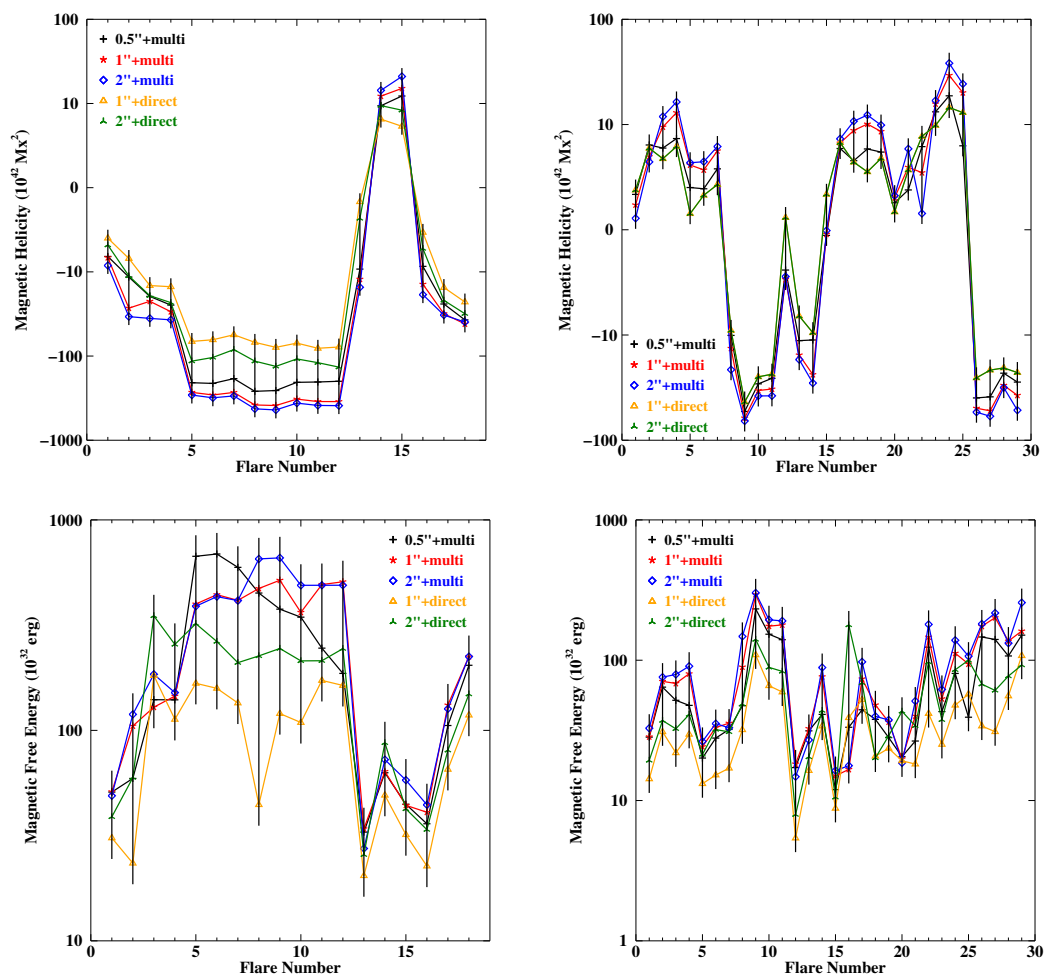 100
10
0
−10
−100
−1000
Magnetic Helicity (10^42 Mx^2)
0.5"+multi
1"+multi
2"+multi
1"+direct
2"+direct
0 5 10 15
Flare Number
100
10
0
−10
−100
Magnetic Helicity (10^42 Mx^2)
0.5"+multi
1"+multi
2"+multi
1"+direct
2"+direct
0 5 10 15 20 25 30
Flare Number
1000
100
10
Magnetic Free Energy (10^32 erg)
0.5"+multi
1"+multi
2"+multi
1"+direct
2"+direct
0 5 10 15
Flare Number
1000
100
10
1
Magnetic Free Energy (10^32 erg)
0.5"+multi
1"+multi
2"+multi
1"+direct
2"+direct
0 5 10 15 20 25 30
Flare Number